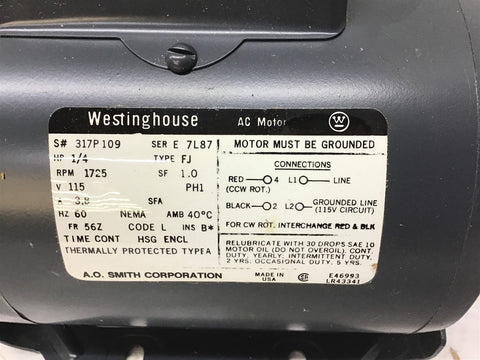 Westinghouse AC Motor W
S# 317P109 SER E 7L87
HP 1/4 TYPE FJ
RPM 1725 SF 1.0
V 115 PH1
A 3.8 SFA
HZ 60 NEMA AMB 40°C
FR 56Z CODE L INS B*
TIME CONT HSG ENCL
THERMALLY PROTECTED TYPEA
A.O. SMITH CORPORATION
MOTOR MUST BE GROUNDED
CONNECTIONS
RED 4 L1 LINE
(CCW ROT.)
BLACK 2 L2 GROUNDED LINE
(115V CIRCUIT)
FOR CW ROT. INTERCHANGE RED & BLK
RELUBRICATE WITH 30 DROPS SAE 10
MOTOR OIL (DO NOT OVEROIL). CONT.
DUTY, YEARLY; INTERMITTENT DUTY,
2 YRS; OCCASIONAL DUTY, 5 YRS.
MADE IN
USA
E46993
LR43341